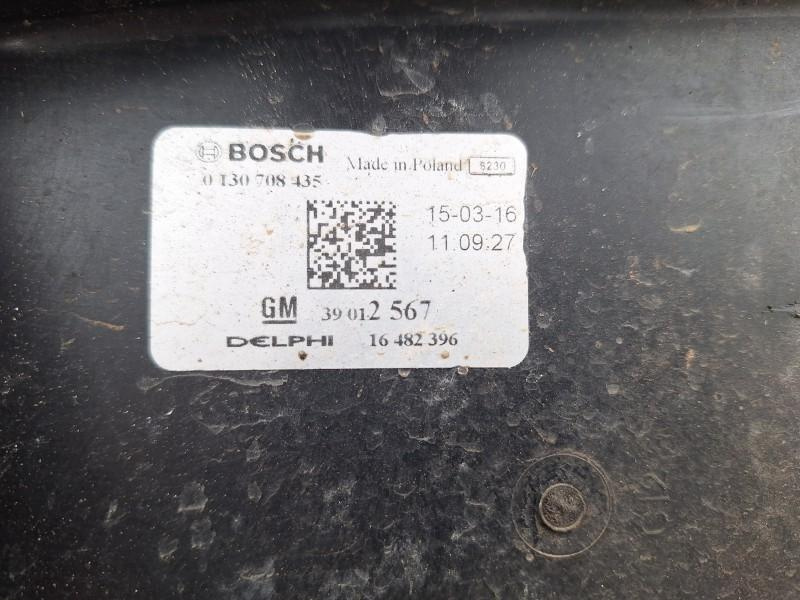 BOSCH Made in Poland 6230
0 130 708 435
15-03-16
11:09:27
GM 39 012 567
DELPHI 16 482 396